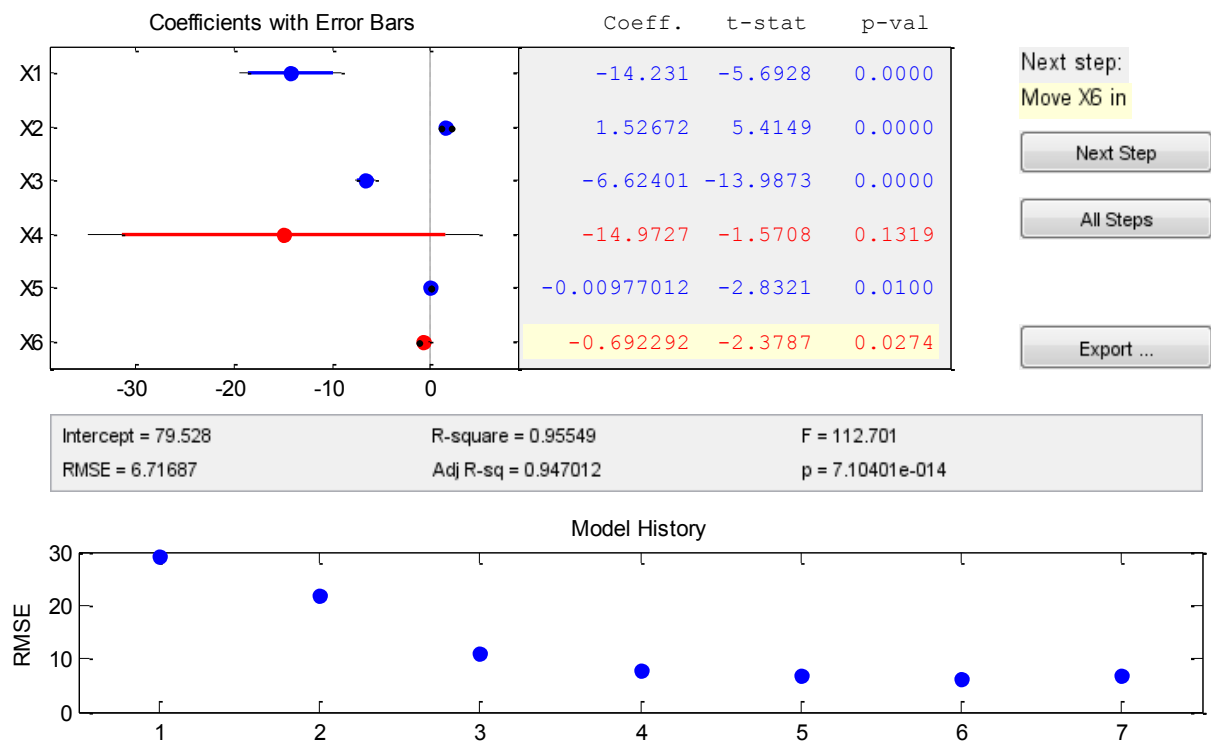 Coefficients with Error Bars Coeff. t-stat p-val
X1 -14.231 -5.6928 0.0000
X2 1.52672 5.4149 0.0000
X3 -6.62401 -13.9873 0.0000
X4 -14.9727 -1.5708 0.1319
X5 -0.00977012 -2.8321 0.0100
X6 -0.692292 -2.3787 0.0274
-30 -20 -10 0
Next step:
Move X6 in
Next Step
All Steps
Export ...
Intercept = 79.528 R-square = 0.95549 F = 112.701
RMSE = 6.71687 Adj R-sq = 0.947012 p = 7.10401e-014
Model History
RMSE
30
20
10
0
1 2 3 4 5 6 7